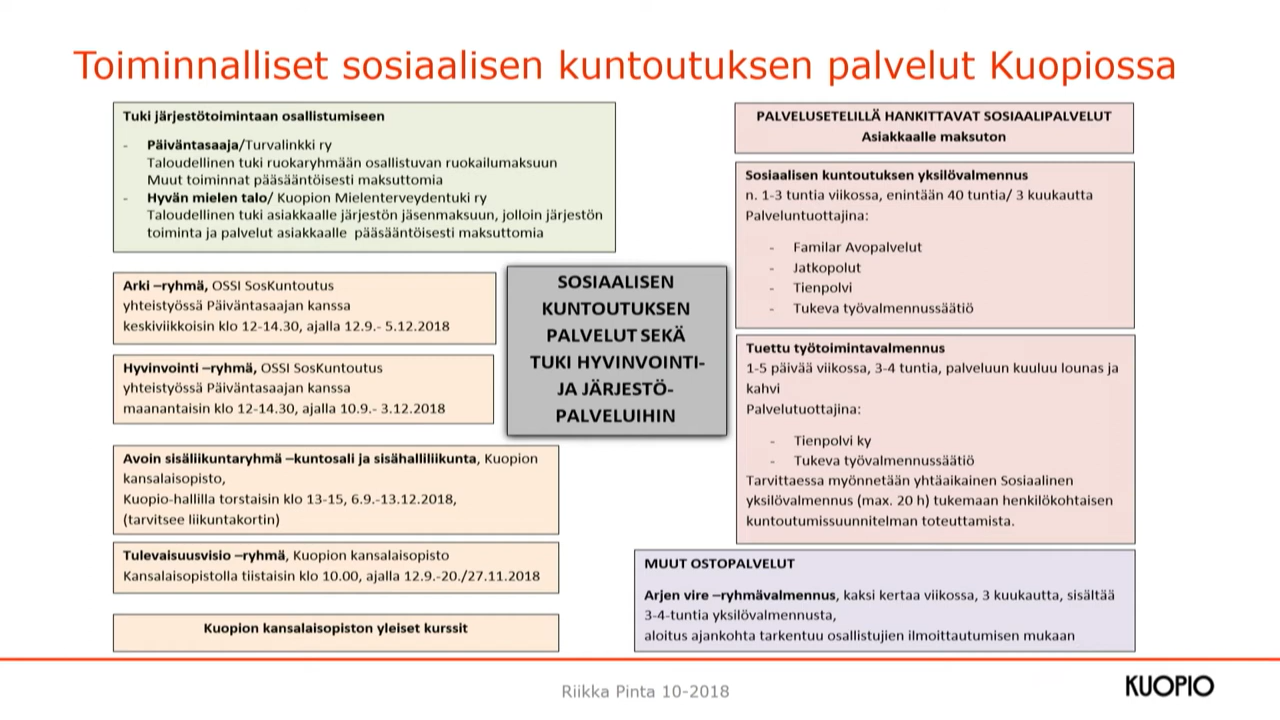 Toiminnalliset sosiaalisen kuntoutuksen palvelut Kuopiossa
Tuki järjestötoimintaan osallistumiseen
- Päiväntasaaja/Turvalinkki ry
Taloudellinen tuki ruokaryhmään osallistuvan ruokailumaksuun
Muut toiminnat pääsääntöisesti maksuttomia
- Hyvän mielen talo/ Kuopion Mielenterveydentuki ry
Taloudellinen tuki asiakkaalle järjestön jäsenmaksuun, jolloin järjestön
toiminta ja palvelut asiakkaalle pääsääntöisesti maksuttomia
Arki –ryhmä, OSSI SosKuntoutus
yhteistyössä Päiväntasaajan kanssa
keskiviikkoisin klo 12-14.30, ajalla 12.9.- 5.12.2018
Hyvinvointi –ryhmä, OSSI SosKuntoutus
yhteistyössä Päiväntasaajan kanssa
maanantaisin klo 12-14.30, ajalla 10.9.- 3.12.2018
Avoin sisäliikuntaryhmä –kuntosali ja sisähalliliikunta, Kuopion
kansalaisopisto,
Kuopio-hallilla torstaisin klo 13-15, 6.9.-13.12.2018,
(tarvitsee liikuntakortin)
Tulevaisuusvisio –ryhmä, Kuopion kansalaisopisto
Kansalaisopistolla tiistaisin klo 10.00, ajalla 12.9.-20./27.11.2018
Kuopion kansalaisopiston yleiset kurssit
SOSIAALISEN
KUNTOUTUKSEN
PALVELUT SEKÄ
TUKI HYVINVOINTI-
JA JÄRJESTÖ-
PALVELUIHIN
PALVELUSETELILLÄ HANKITTAVAT SOSIAALIPALVELUT
Asiakkaalle maksuton
Sosiaalisen kuntoutuksen yksilövalmennus
n. 1-3 tuntia viikossa, enintään 40 tuntia/ 3 kuukautta
Palveluntuottajina:
- Familar Avopalvelut
- Jatkopolut
- Tienpolvi
- Tukeva työvalmennussäätiö
Tuettu työtoimintavalmennus
1-5 päivää viikossa, 3-4 tuntia, palveluun kuuluu lounas ja
kahvi
Palvelutuottajina:
- Tienpolvi ky
- Tukeva työvalmennussäätiö
Tarvittaessa myönnetään yhtäaikainen Sosiaalinen
yksilövalmennus (max. 20 h) tukemaan henkilökohtaisen
kuntoutumissuunnitelman toteuttamista.
MUUT OSTOPALVELUT
Arjen vire –ryhmävalmennus, kaksi kertaa viikossa, 3 kuukautta, sisältää
3-4-tuntia yksilövalmennusta,
aloitus ajankohta tarkentuu osallistujien ilmoittautumisen mukaan
Riikka Pinta 10-2018
KUOPIO